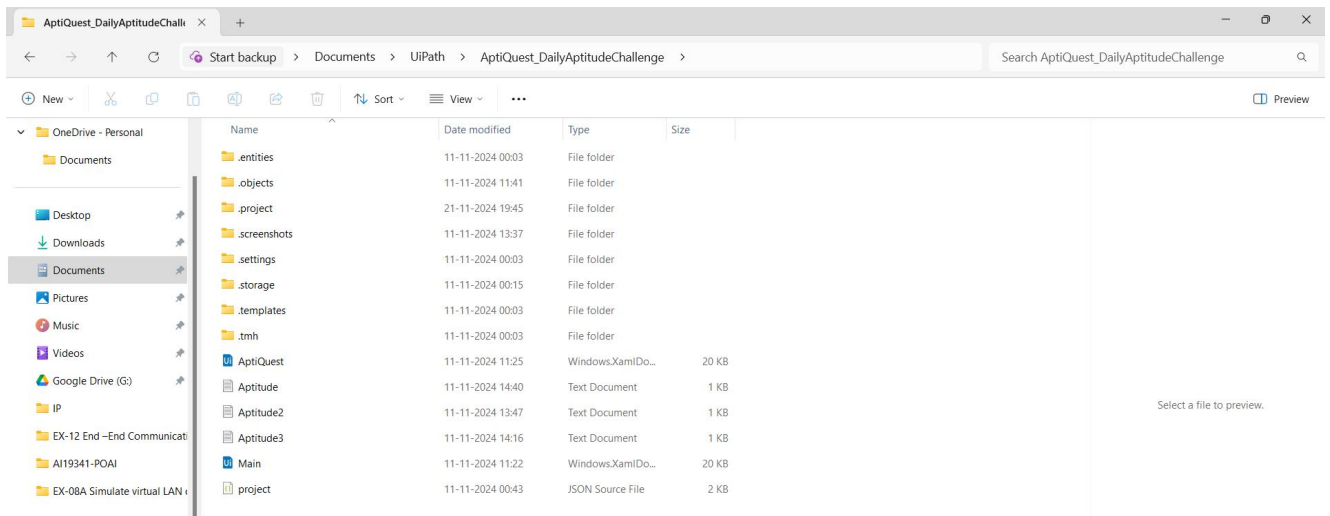 AptiQuest_DailyAptitudeChalle
Start backup > Documents > UiPath > AptiQuest_DailyAptitudeChallenge >
Search AptiQuest_DailyAptitudeChallenge
New
Sort
View
Preview
OneDrive - Personal
Documents
Desktop
Downloads
Documents
Pictures
Music
Videos
Google Drive (G:)
IP
EX-12 End –End Communicati
AI19341-POAI
EX-08A Simulate virtual LAN
Name Date modified Type Size
.entities 11-11-2024 00:03 File folder
.objects 11-11-2024 11:41 File folder
.project 21-11-2024 19:45 File folder
.screenshots 11-11-2024 13:37 File folder
.settings 11-11-2024 00:03 File folder
.storage 11-11-2024 00:15 File folder
.templates 11-11-2024 00:03 File folder
.tmh 11-11-2024 00:03 File folder
Ui AptiQuest 11-11-2024 11:25 Windows.XamlDo... 20 KB
Aptitude 11-11-2024 14:40 Text Document 1 KB
Aptitude2 11-11-2024 13:47 Text Document 1 KB
Aptitude3 11-11-2024 14:16 Text Document 1 KB
Ui Main 11-11-2024 11:22 Windows.XamlDo... 20 KB
project 11-11-2024 00:43 JSON Source File 2 KB
Select a file to preview.